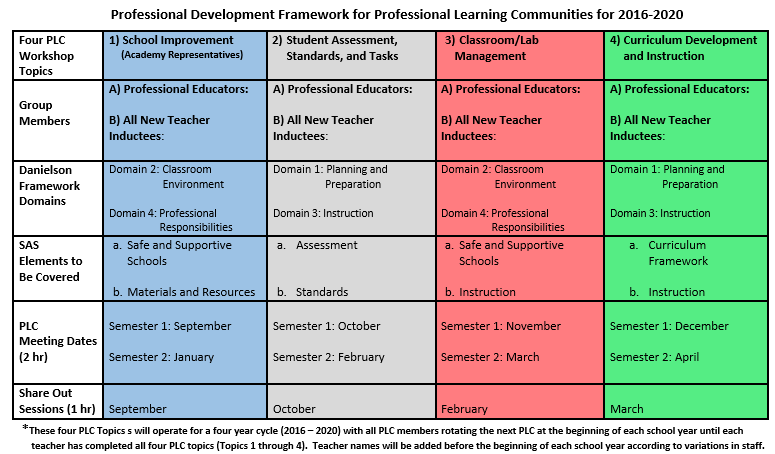 Professional Development Framework for Professional Learning Communities for 2016-2020
Four PLC
Workshop
Topics
1) School Improvement
(Academy Representatives)
2) Student Assessment,
Standards, and Tasks
3) Classroom/Lab
Management
4) Curriculum Development
and Instruction
Group
Members
A) Professional Educators:
B) All New Teacher
Inductees:
A) Professional Educators:
B) All New Teacher
Inductees:
A) Professional Educators:
B) All New Teacher
Inductees:
A) Professional Educators:
B) All New Teacher
Inductees:
Danielson
Framework
Domains
Domain 2: Classroom
Environment
Domain 4: Professional
Responsibilities
Domain 1: Planning and
Preparation
Domain 3: Instruction
Domain 2: Classroom
Environment
Domain 4: Professional
Responsibilities
Domain 1: Planning and
Preparation
Domain 3: Instruction
SAS
Elements to
Be Covered
a. Safe and Supportive
Schools
b. Materials and Resources
a. Assessment
b. Standards
a. Safe and Supportive
Schools
b. Instruction
a. Curriculum
Framework
b. Instruction
PLC
Meeting Dates
(2 hr)
Semester 1: September
Semester 2: January
Semester 1: October
Semester 2: February
Semester 1: November
Semester 2: March
Semester 1: December
Semester 2: April
Share Out
Sessions (1 hr)
September
October
February
March
*These four PLC Topics s will operate for a four year cycle (2016 – 2020) with all PLC members rotating the next PLC at the beginning of each school year until each
teacher has completed all four PLC topics (Topics 1 through 4). Teacher names will be added before the beginning of each school year according to variations in staff.